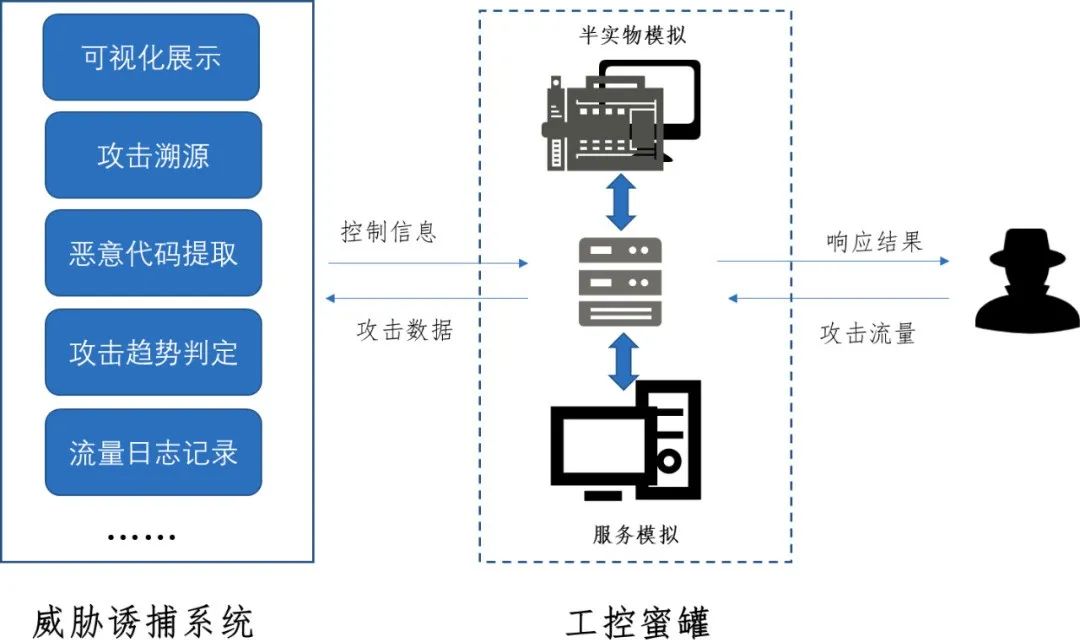 可视化展示
攻击溯源
恶意代码提取
攻击趋势判定
流量日志记录
……
威胁诱捕系统
控制信息
攻击数据
半实物模拟
服务模拟
工控蜜罐
响应结果
攻击流量